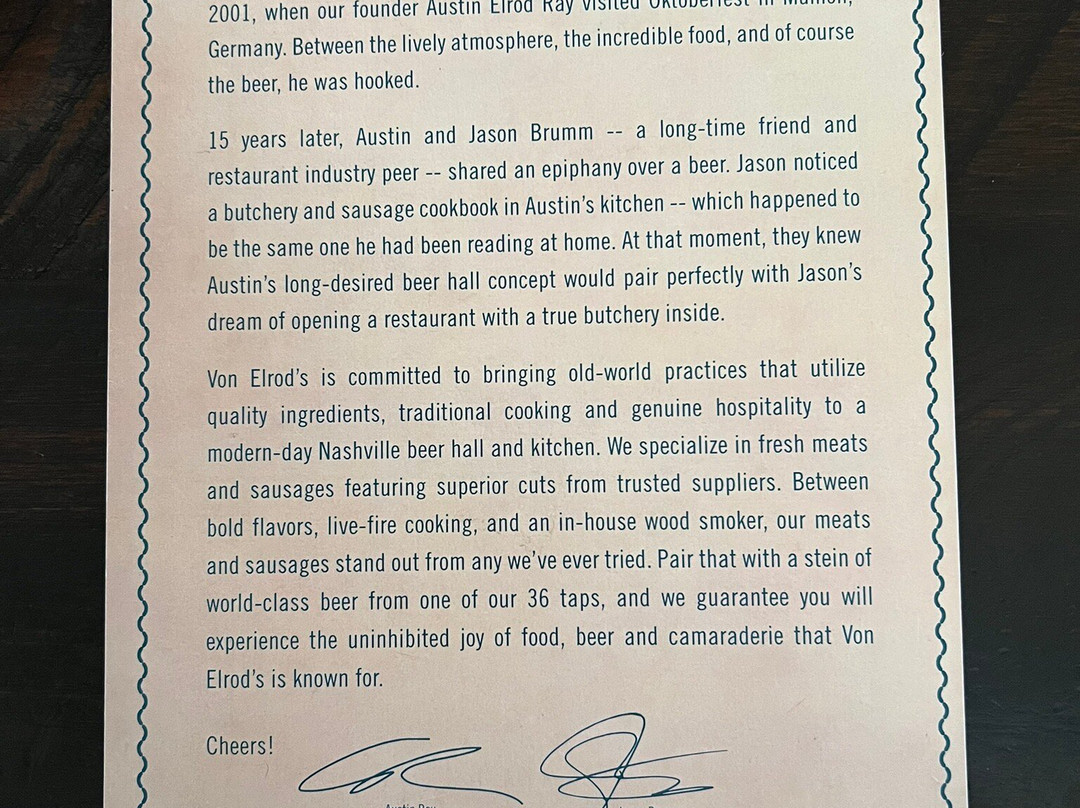 2001, when our founder Austin Elrod Ray visited Oktoberfest in Munich,
Germany. Between the lively atmosphere, the incredible food, and of course
the beer, he was hooked.
15 years later, Austin and Jason Brumm -- a long-time friend and
restaurant industry peer -- shared an epiphany over a beer. Jason noticed
a butchery and sausage cookbook in Austin's kitchen -- which happened to
be the same one he had been reading at home. At that moment, they knew
Austin's long-desired beer hall concept would pair perfectly with Jason's
dream of opening a restaurant with a true butchery inside.
Von Elrod's is committed to bringing old-world practices that utilize
quality ingredients, traditional cooking and genuine hospitality to a
modern-day Nashville beer hall and kitchen. We specialize in fresh meats
and sausages featuring superior cuts from trusted suppliers. Between
bold flavors, live-fire cooking, and an in-house wood smoker, our meats
and sausages stand out from any we've ever tried. Pair that with a stein of
world-class beer from one of our 36 taps, and we guarantee you will
experience the uninhibited joy of food, beer and camaraderie that Von
Elrod's is known for.
Cheers!